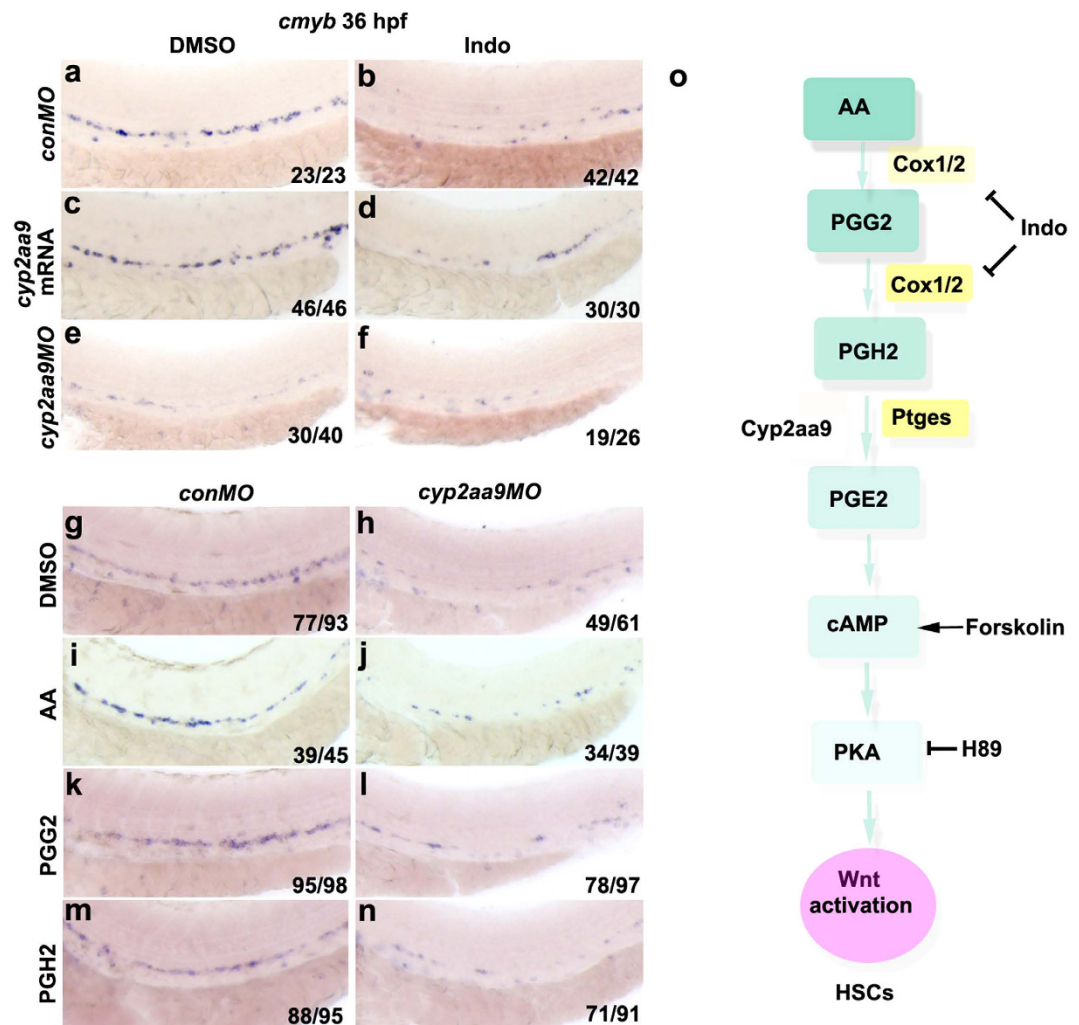 cmyb 36 hpf
DMSO
Indo
conMO
a
23/23
b
42/42
cyp2aa9
mRNA
c
46/46
d
30/30
cyp2aa9MO
e
30/40
f
19/26
conMO
cyp2aa9MO
DMSO
g
77/93
h
49/61
AA
i
39/45
j
34/39
PGG2
k
95/98
l
78/97
PGH2
m
88/95
n
71/91
o
AA
Cox1/2
PGG2
Indo
Cox1/2
PGH2
Cyp2aa9
Ptges
PGE2
cAMP
Forskolin
PKA
H89
Wnt
activation
HSCs